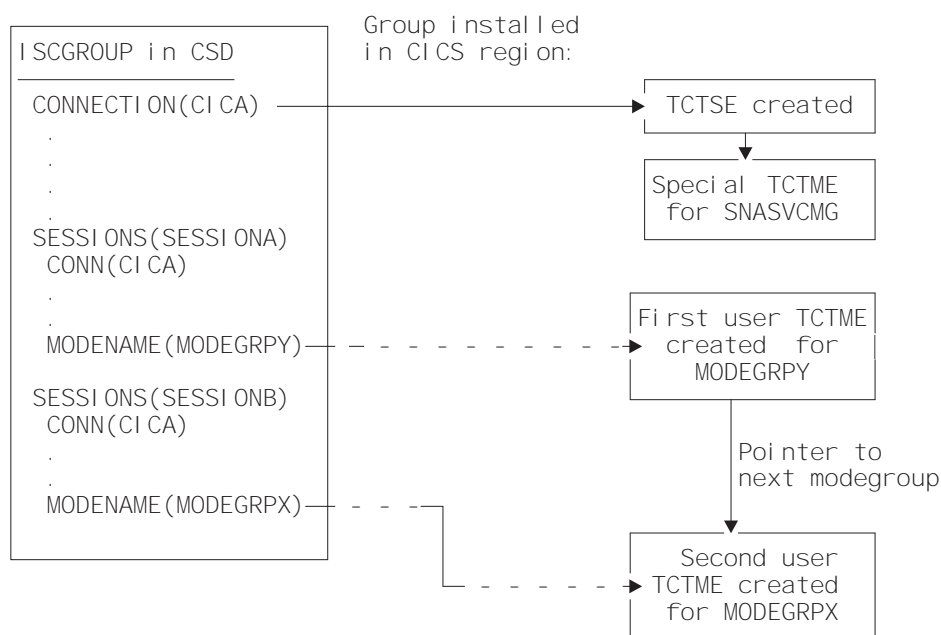 Group installed
in CICS region:
ISCGROUP in CSD
CONNECTION(CICA)
.
.
.
.
SESSIONS(SESSIONA)
CONN(CICA)
.
.
MODENAME(MODEGRPY)
SESSIONS(SESSIONB)
CONN(CICA)
.
.
MODENAME(MODEGRPX)
TCTSE created
Special TCTME
for SNASVCMG
First user TCTME
created for
MODEGRPY
Pointer to
next modegroup
Second user
TCTME created
for MODEGRPX